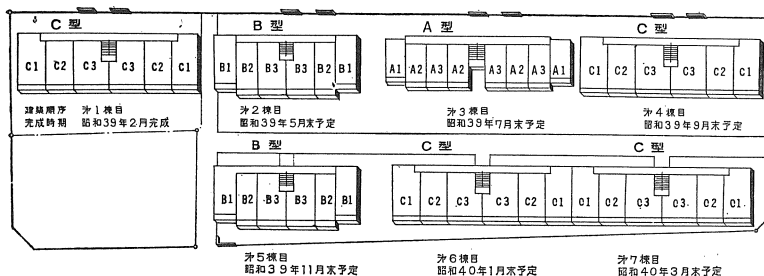 C 型
B 型
A 型
C 型
C1 C2 C3 C3 C2 C1
B1 B2 B3 B3 B2 B1
A1 A2 A3 A2 A3 A2 A3 A1
C1 C2 C3 C3 C2 C1
建築順序 第1棟目
完成時期 昭和39年2月完成
第2棟目
昭和39年5月末予定
第3棟目
昭和39年7月末予定
第4棟目
昭和39年9月末予定
B 型
C 型
C 型
B1 B2 B3 B3 B2 B1
C1 C2 C3 C3 C2 C1 C1 C2 C3 C3 C2 C1
第5棟目
昭和39年11月末予定
第6棟目
昭和40年1月末予定
第7棟目
昭和40年3月末予定